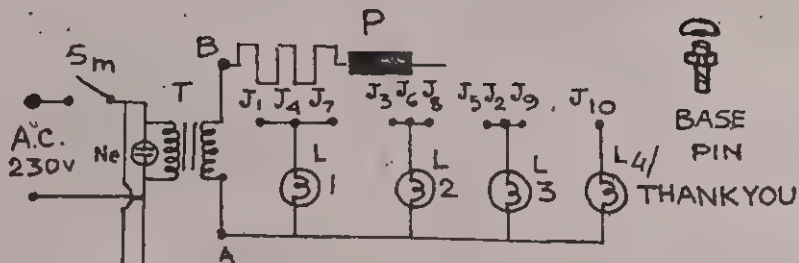 P
B
5m
T
J1 J4 J7
J3 J6 J8
J5 J2 J9
J10
BASE
PIN
A.C.
230V
Ne
L
1
L
2
L
3
L4/
THANKYOU
A